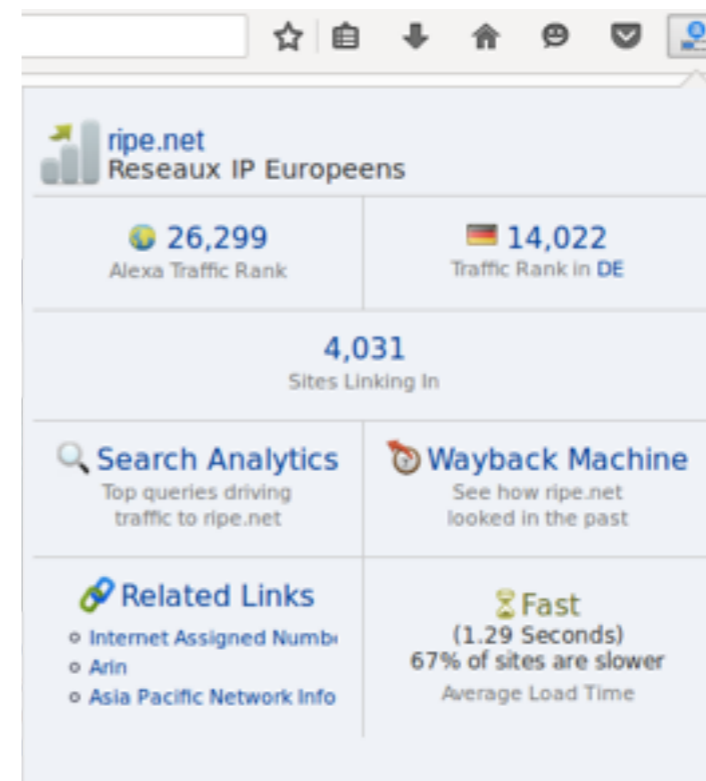 ripe.net
Reseaux IP Europeens
26,299
Alexa Traffic Rank
14,022
Traffic Rank in DE
4,031
Sites Linking In
Search Analytics
Top queries driving
traffic to ripe.net
Wayback Machine
See how ripe.net
looked in the past
Related Links
Internet Assigned Numb
Arin
Asia Pacific Network Info
Fast
(1.29 Seconds)
67% of sites are slower
Average Load Time